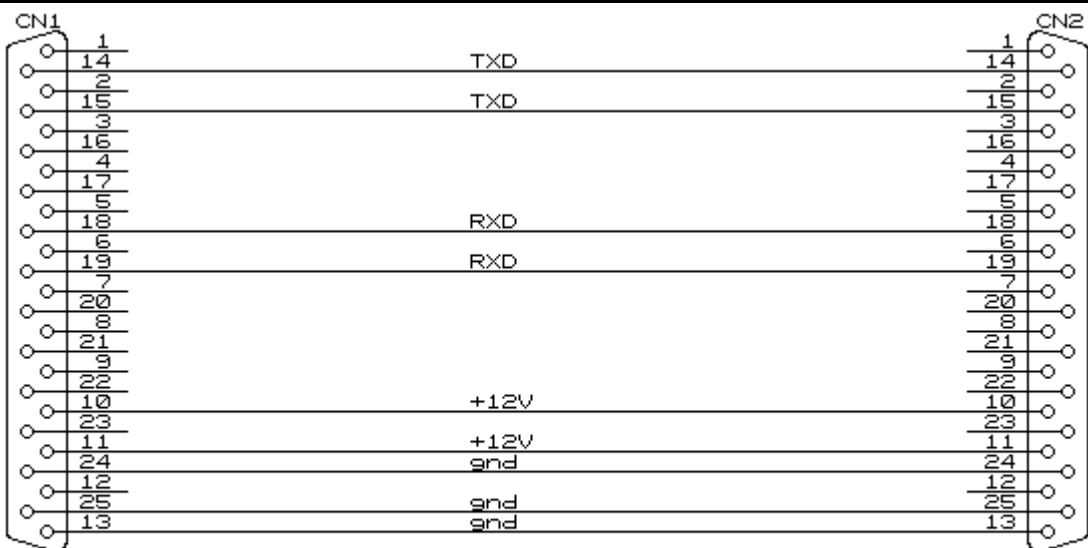 CN1 CN2
1 1
14 TXD 14
2 2
15 TXD 15
3 3
16 16
4 4
17 17
5 5
18 RXD 18
6 6
19 RXD 19
7 7
20 20
8 8
21 21
9 9
22 22
10 +12V 10
23 23
11 +12V 11
24 gnd 24
12 12
25 gnd 25
13 gnd 13